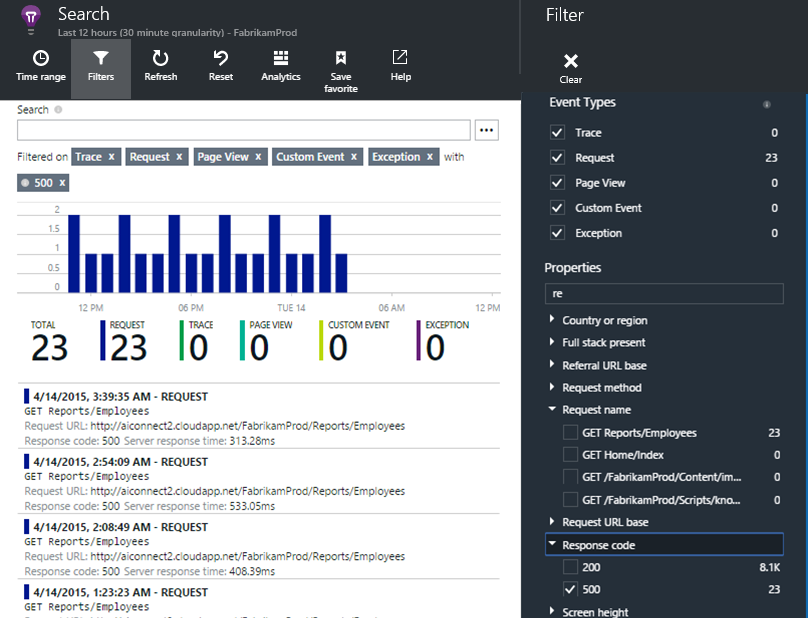 Search
Last 12 hours (30 minute granularity) - FabrikamProd
Time range
Filters
Refresh
Reset
Analytics
Save favorite
Help
Search
Filtered on Trace x Request x Page View x Custom Event x Exception x with
500 x
2
1.5
1
0.5
0
12 PM 06 PM TUE 14 06 AM 12 PM
TOTAL
23
REQUEST
23
TRACE
0
PAGE VIEW
0
CUSTOM EVENT
0
EXCEPTION
0
4/14/2015, 3:39:35 AM - REQUEST
GET Reports/Employees
Request URL: http://aiconnect2.cloudapp.net/FabrikamProd/Reports/Employees
Response code: 500 Server response time: 313.28ms
4/14/2015, 2:54:09 AM - REQUEST
GET Reports/Employees
Request URL: http://aiconnect2.cloudapp.net/FabrikamProd/Reports/Employees
Response code: 500 Server response time: 533.05ms
4/14/2015, 2:08:49 AM - REQUEST
GET Reports/Employees
Request URL: http://aiconnect2.cloudapp.net/FabrikamProd/Reports/Employees
Response code: 500 Server response time: 408.39ms
4/14/2015, 1:23:23 AM - REQUEST
GET Reports/Employees
Filter
Clear
Event Types
Trace 0
Request 23
Page View 0
Custom Event 0
Exception 0
Properties
re
Country or region
Full stack present
Referral URL base
Request method
Request name
GET Reports/Employees 23
GET Home/Index 0
GET /FabrikamProd/Content/im... 0
GET /FabrikamProd/Scripts/kno... 0
Request URL base
Response code
200 8.1K
500 23
Screen height